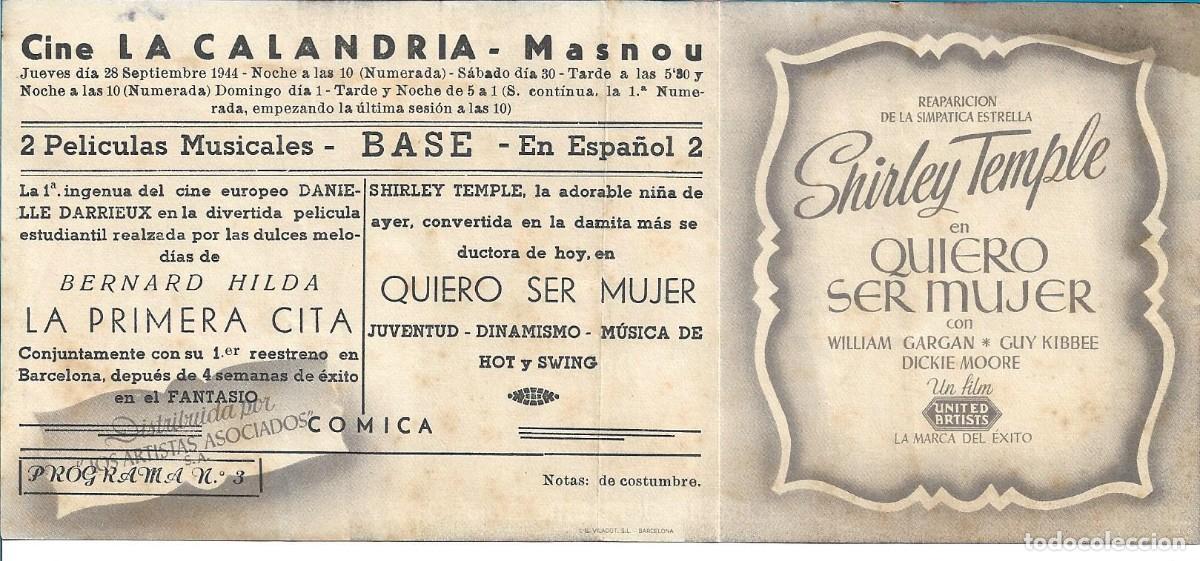 Cine LA CALANDRIA - Masnou
Jueves día 28 Septiembre 1944 - Noche a las 10 (Numerada) - Sábado día 30 - Tarde a las 5'30 y
Noche a las 10 (Numerada) Domingo día 1 - Tarde y Noche de 5 a 1 (S. contínua, la 1.ª Nume-
rada, empezando la última sesión a las 10)
2 Peliculas Musicales - BASE - En Español 2
La 1ª. ingenua del cine europeo DANIE-
LLE DARRIEUX en la divertida pelicula
estudiantil realzada por las dulces melo-
días de
BERNARD HILDA
LA PRIMERA CITA
Conjuntamente con su 1.er reestreno en
Barcelona, depués de 4 semanas de éxito
en el FANTASIO
SHIRLEY TEMPLE, la adorable niña de
ayer, convertida en la damita más se
ductora de hoy, en
QUIERO SER MUJER
JUVENTUD - DINAMISMO - MÚSICA DE
HOT y SWING
COMICA
Distribuida por
"LOS ARTISTAS ASOCIADOS"
S.A.
PROGRAMA N.º 3
Notas: de costumbre.
VILADOT, S.L. - BARCELONA
REAPARICION
DE LA SIMPATICA ESTRELLA
Shirley Temple
en
QUIERO
SER MUJER
con
WILLIAM GARGAN * GUY KIBBEE
DICKIE MOORE
Un film
UNITED
ARTISTS
LA MARCA DEL ÉXITO
todocoleccion.net